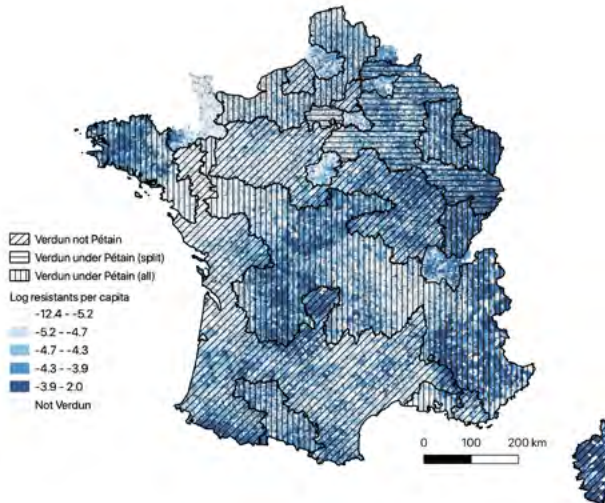 Verdun not Pétain
Verdun under Pétain (split)
Verdun under Pétain (all)
Log resistants per capita
-12.4 - -5.2
-5.2 - -4.7
-4.7 - -4.3
-4.3 - -3.9
-3.9 - 2.0
Not Verdun
0 100 200 km